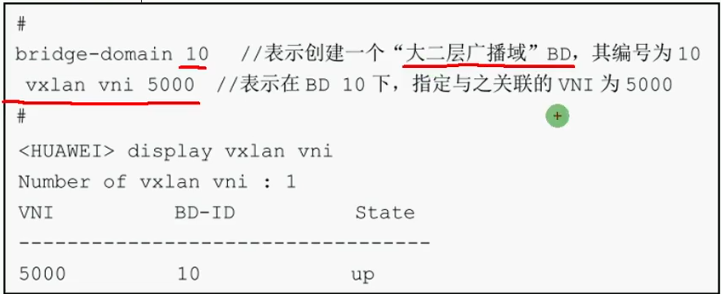 #
bridge-domain 10 //表示创建一个“大二层广播域”BD，其编号为10
vxlan vni 5000 //表示在BD 10下，指定与之关联的VNI为5000
#
<HUAWEI> display vxlan vni
Number of vxlan vni : 1
VNI BD-ID State
---------------------------------
5000 10 up